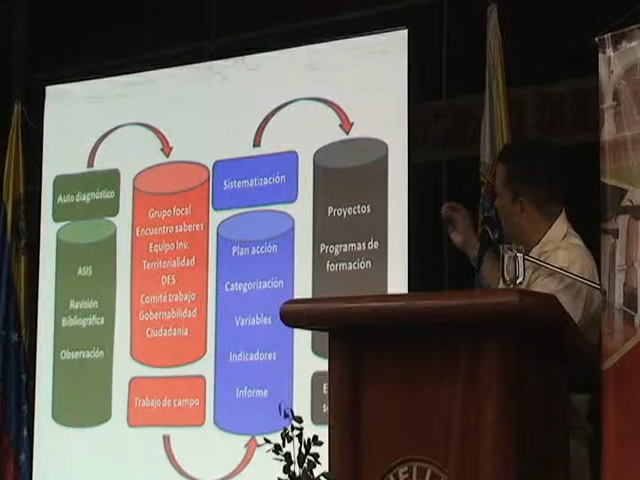 Auto diagnóstico
ASIS
Revisión
Bibliográfica
Observación
Grupo focal
Encuentro saberes
Equipo Inv.
Territorialidad
DES
Comité trabajo
Gobernabilidad
Ciudadanía
Trabajo de campo
Sistematización
Plan acción
Categorización
Variables
Indicadores
Informe
Proyectos
Programas de
formación